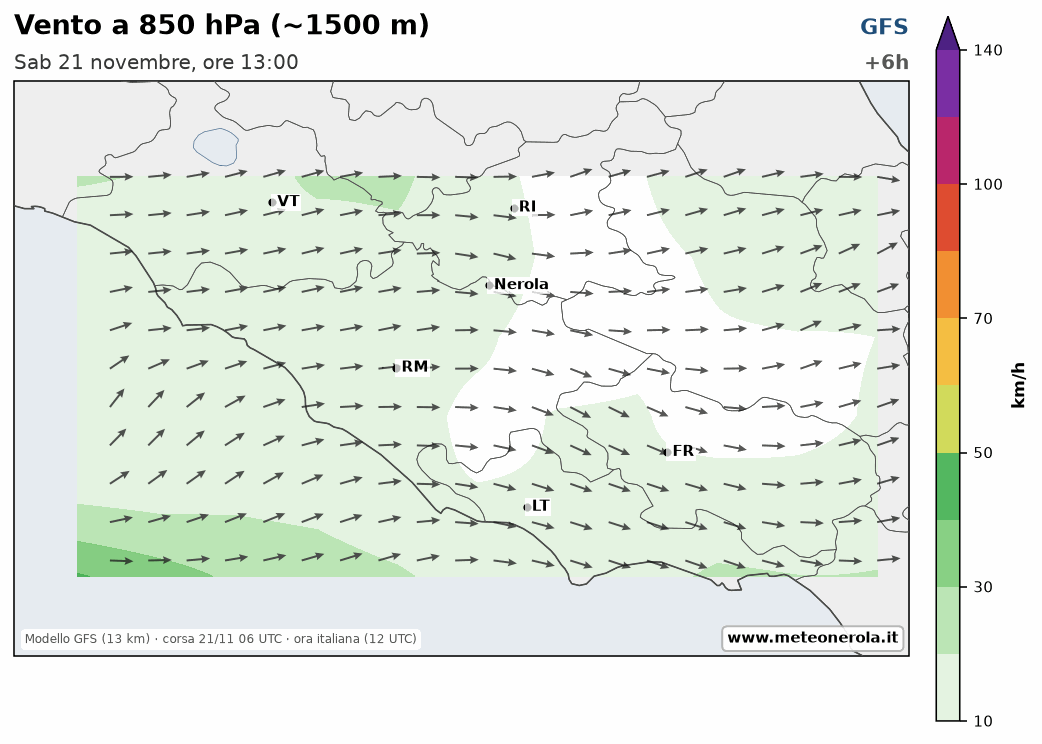 Vento a 850 hPa (~1500 m)
GFS
Sab 21 novembre, ore 13:00
+6h
140
100
70
50
30
10
km/h
VT
RI
Nerola
RM
FR
LT
Modello GFS (13 km) · corsa 21/11 06 UTC · ora italiana (12 UTC)
www.meteonerola.it